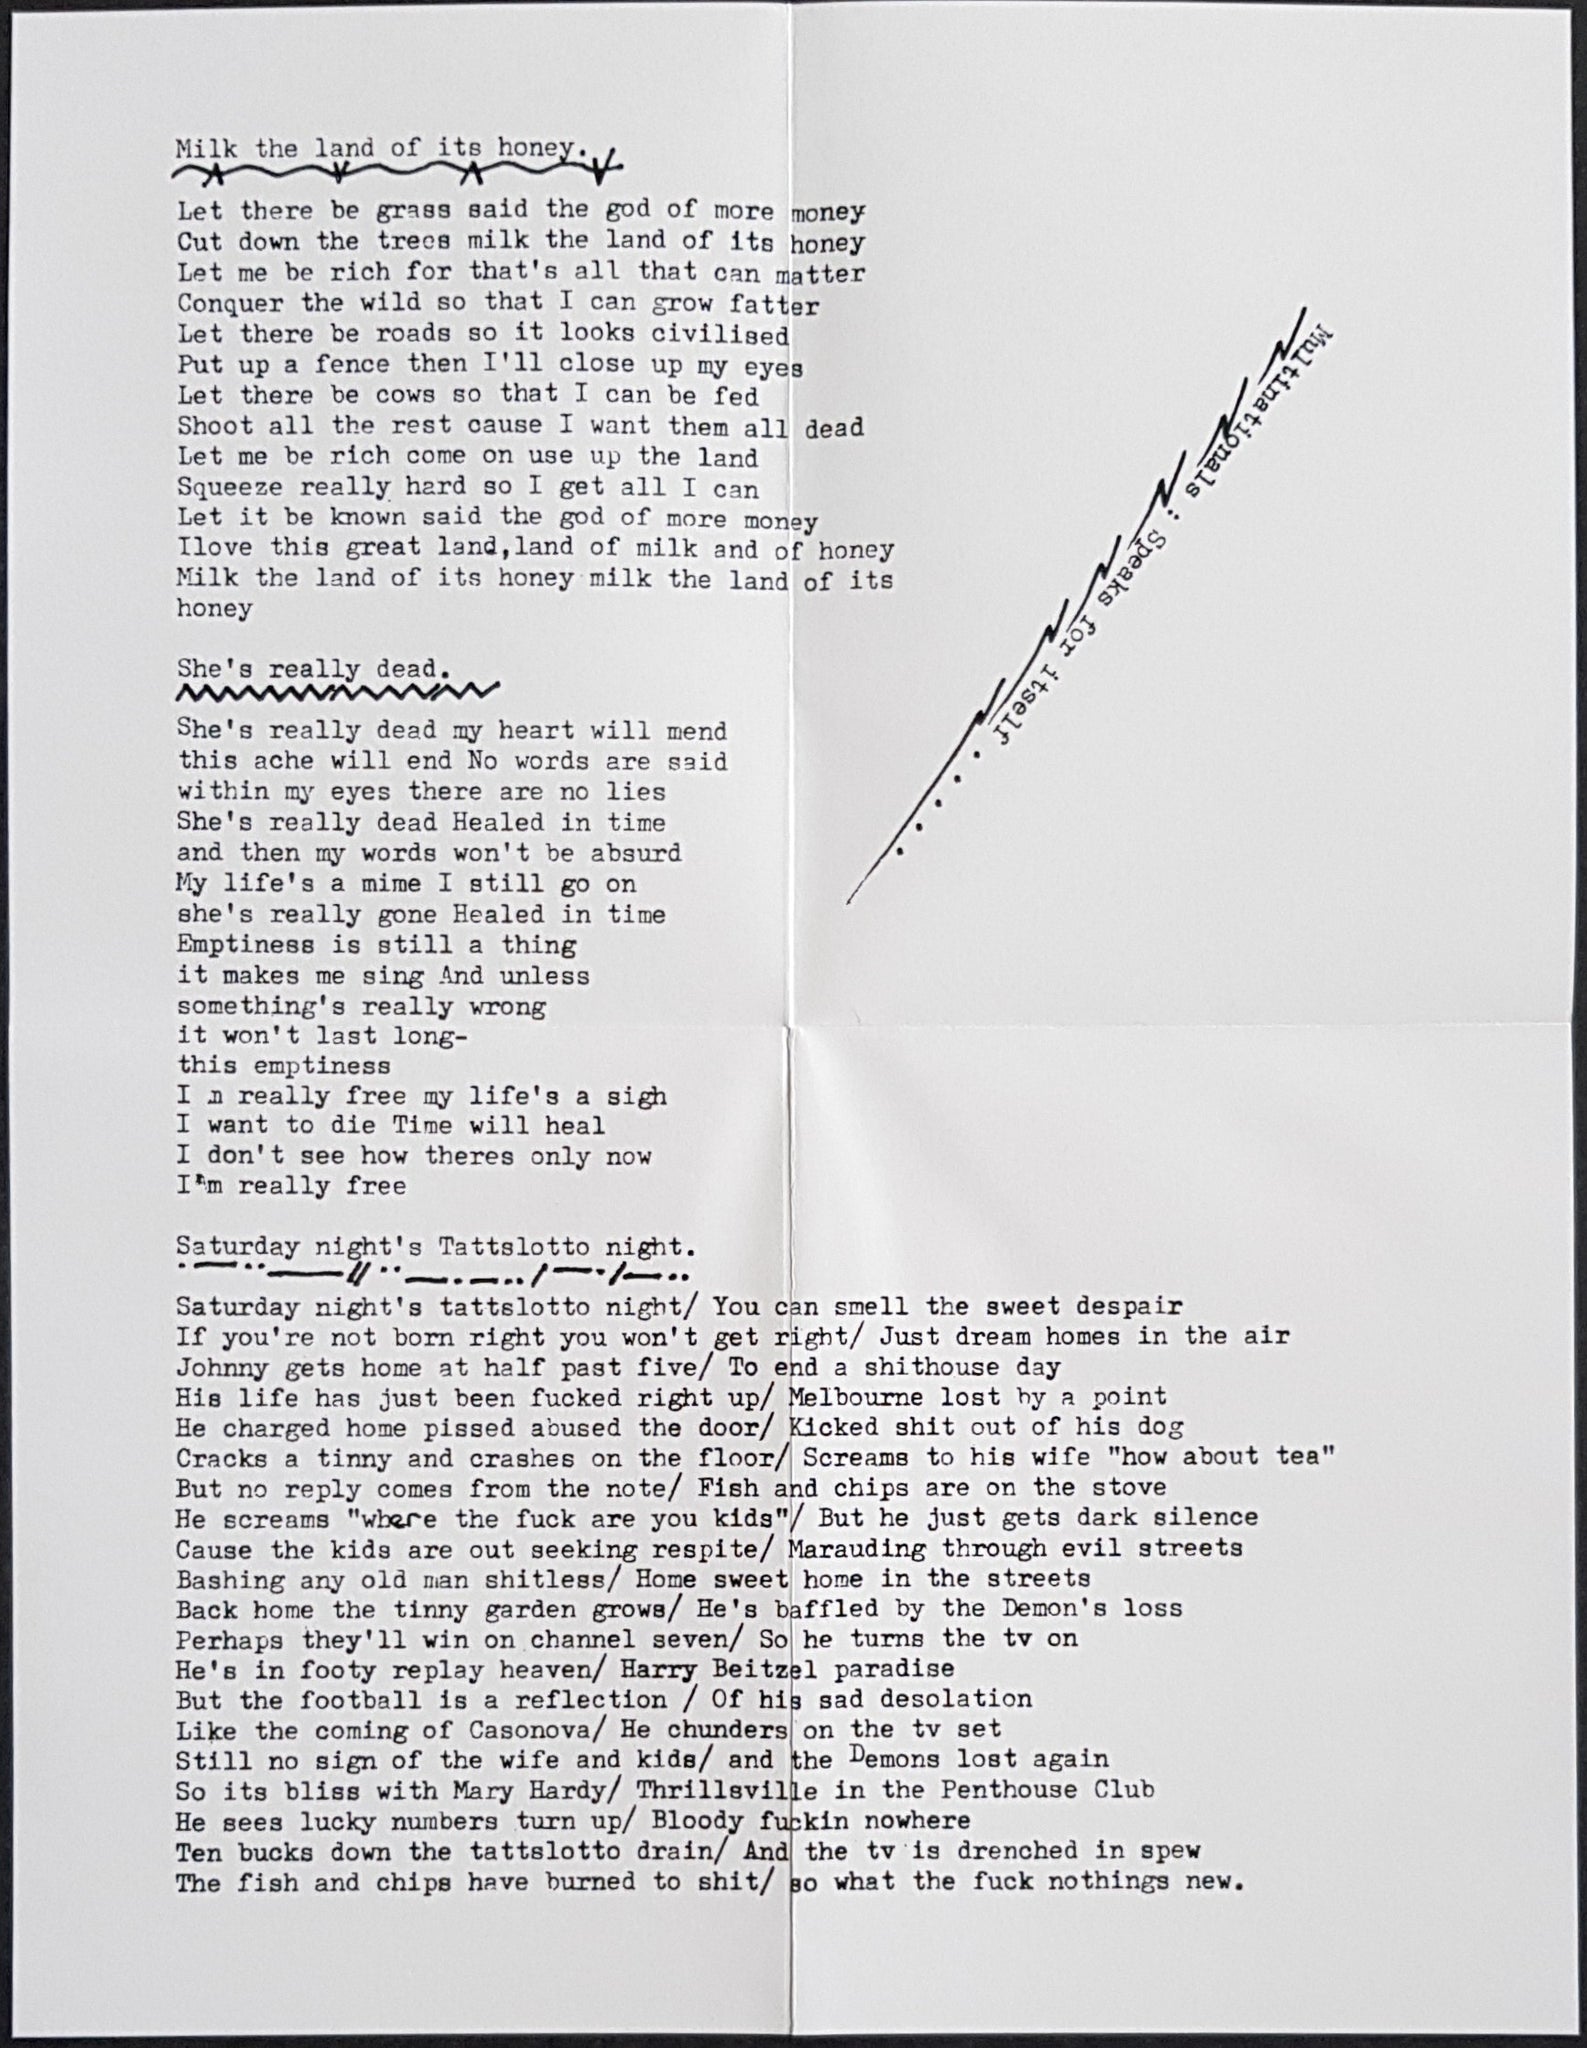 Milk the land of its honey.
Let there be grass said the god of more money
Cut down the trees milk the land of its honey
Let me be rich for that's all that can matter
Conquer the wild so that I can grow fatter
Let there be roads so it looks civilised
Put up a fence then I'll close up my eyes
Let there be cows so that I can be fed
Shoot all the rest cause I want them all dead
Let me be rich come on use up the land
Squeeze really hard so I get all I can
Let it be known said the god of more money
Ilove this great land,land of milk and of honey
Milk the land of its honey milk the land of its
honey
Multinationals : Speaks for itself . . . . .
She's really dead.
She's really dead my heart will mend
this ache will end No words are said
within my eyes there are no lies
She's really dead Healed in time
and then my words won't be absurd
My life's a mime I still go on
she's really gone Healed in time
Emptiness is still a thing
it makes me sing And unless
something's really wrong
it won't last long-
this emptiness
I really free my life's a sigh
I want to die Time will heal
I don't see how theres only now
I'm really free
Saturday night's Tattslotto night.
Saturday night's tattslotto night/ You can smell the sweet despair
If you're not born right you won't get right/ Just dream homes in the air
Johnny gets home at half past five/ To end a shithouse day
His life has just been fucked right up/ Melbourne lost by a point
He charged home pissed abused the door/ Kicked shit out of his dog
Cracks a tinny and crashes on the floor/ Screams to his wife "how about tea"
But no reply comes from the note/ Fish and chips are on the stove
He screams "where the fuck are you kids"/ But he just gets dark silence
Cause the kids are out seeking respite/ Marauding through evil streets
Bashing any old man shitless/ Home sweet home in the streets
Back home the tinny garden grows/ He's baffled by the Demon's loss
Perhaps they'll win on channel seven/ So he turns the tv on
He's in footy replay heaven/ Harry Beitzel paradise
But the football is a reflection / Of his sad desolation
Like the coming of Casonova/ He chunders on the tv set
Still no sign of the wife and kids/ and the Demons lost again
So its bliss with Mary Hardy/ Thrillsville in the Penthouse Club
He sees lucky numbers turn up/ Bloody fuckin nowhere
Ten bucks down the tattslotto drain/ And the tv is drenched in spew
The fish and chips have burned to shit/ so what the fuck nothings new.